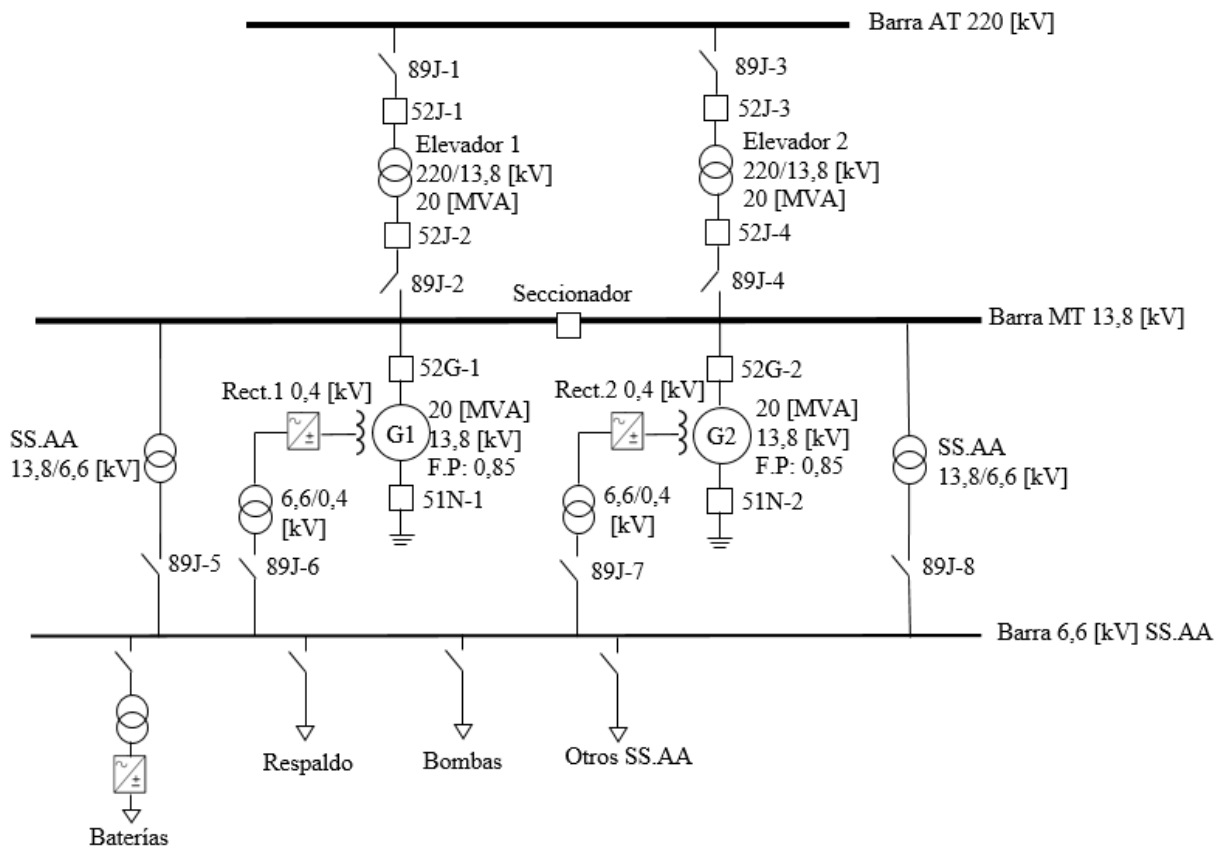 Barra AT 220 [kV]
89J-1
89J-3
52J-1
52J-3
Elevador 1
220/13,8 [kV]
20 [MVA]
Elevador 2
220/13,8 [kV]
20 [MVA]
52J-2
52J-4
89J-2
89J-4
Seccionador
Barra MT 13,8 [kV]
52G-1
52G-2
Rect.1 0,4 [kV]
Rect.2 0,4 [kV]
G1
20 [MVA]
13,8 [kV]
F.P: 0,85
G2
20 [MVA]
13,8 [kV]
F.P: 0,85
SS.AA
13,8/6,6 [kV]
SS.AA
13,8/6,6 [kV]
6,6/0,4
[kV]
51N-1
6,6/0,4
[kV]
51N-2
89J-5
89J-6
89J-7
89J-8
Barra 6,6 [kV] SS.AA
Respaldo
Bombas
Otros SS.AA
Baterías